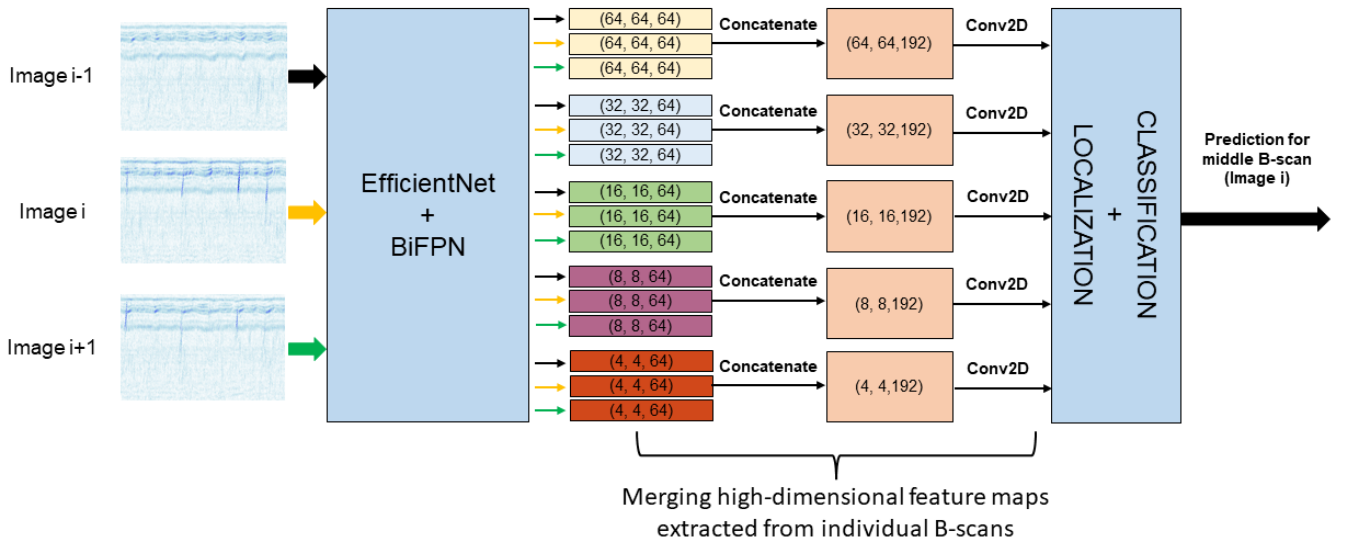 Image i-1
Image i
Image i+1
EfficientNet
+
BiFPN
(64, 64, 64)
(64, 64, 64)
(64, 64, 64)
Concatenate
(64, 64,192)
Conv2D
(32, 32, 64)
(32, 32, 64)
(32, 32, 64)
Concatenate
(32, 32,192)
Conv2D
(16, 16, 64)
(16, 16, 64)
(16, 16, 64)
Concatenate
(16, 16,192)
Conv2D
(8, 8, 64)
(8, 8, 64)
(8, 8, 64)
Concatenate
(8, 8,192)
Conv2D
(4, 4, 64)
(4, 4, 64)
(4, 4, 64)
Concatenate
(4, 4,192)
Conv2D
CLASSIFICATION
+
LOCALIZATION
Prediction for
middle B-scan
(Image i)
Merging high-dimensional feature maps
extracted from individual B-scans